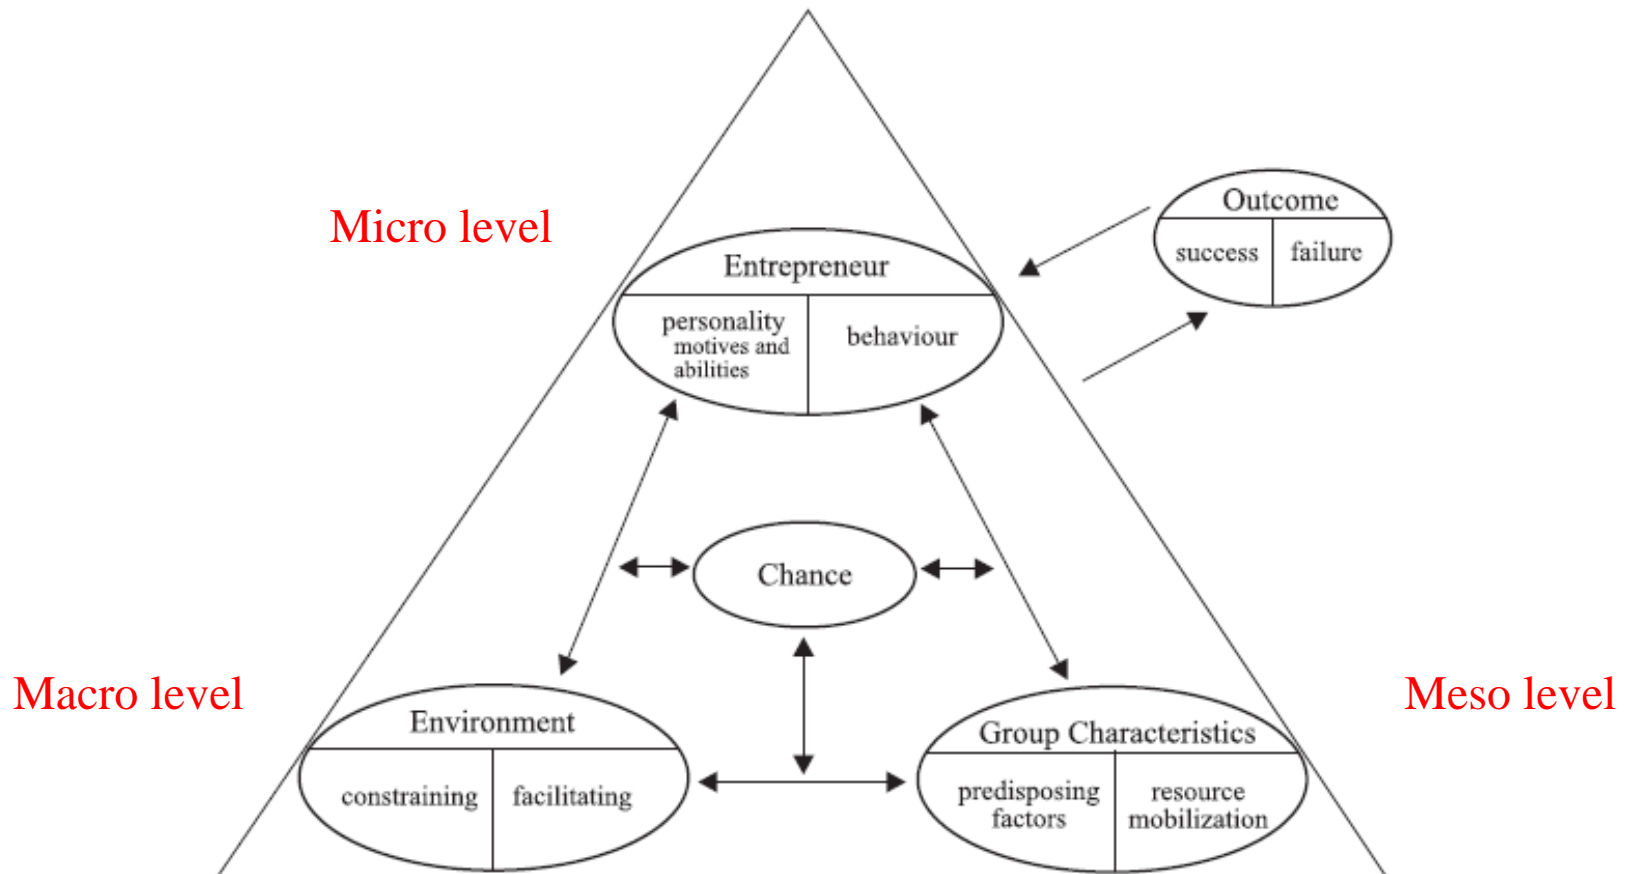 Micro level
Outcome
success
failure
Entrepreneur
personality
motives and
abilities
behaviour
Chance
Macro level
Meso level
Environment
constraining
facilitating
Group Characteristics
predisposing
factors
resource
mobilization